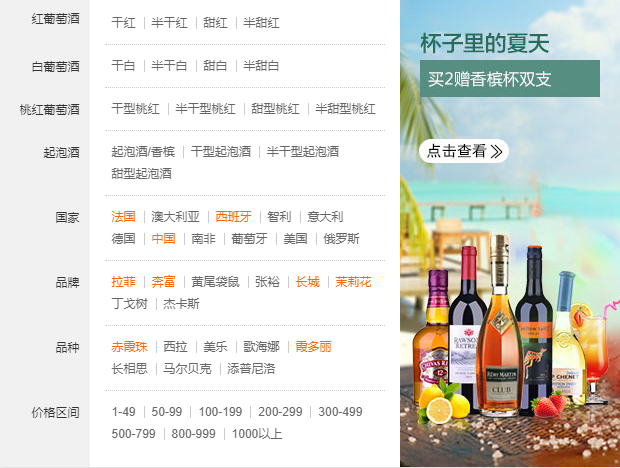 红葡萄酒 干红 半干红 甜红 半甜红
白葡萄酒 干白 半干白 甜白 半甜白
桃红葡萄酒 干型桃红 半干型桃红 甜型桃红 半甜型桃红
起泡酒 起泡酒/香槟 干型起泡酒 半干型起泡酒
甜型起泡酒
国家 法国 澳大利亚 西班牙 智利 意大利
德国 中国 南非 葡萄牙 美国 俄罗斯
品牌 拉菲 奔富 黄尾袋鼠 张裕 长城 茉莉花
丁戈树 杰卡斯
品种 赤霞珠 西拉 美乐 歌海娜 霞多丽
长相思 马尔贝克 添普尼洛
价格区间 1-49 50-99 100-199 200-299 300-499
500-799 800-999 1000以上
杯子里的夏天
买2赠香槟杯双支
点击查看
CHIVAS REGAL
12
RAWSON'S
RETREAT
RÉMY MARTIN
CLUB
J.P. CHENET